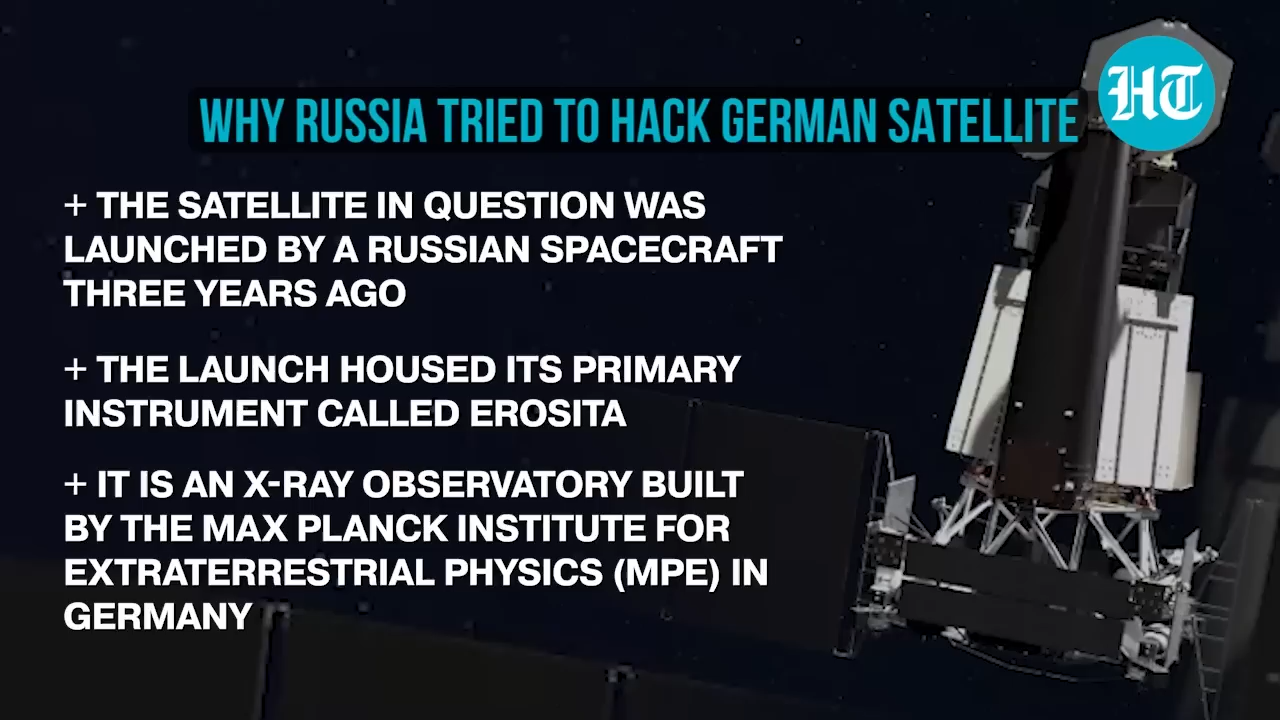 HT
WHY RUSSIA TRIED TO HACK GERMAN SATELLITE
+ THE SATELLITE IN QUESTION WAS
LAUNCHED BY A RUSSIAN SPACECRAFT
THREE YEARS AGO
+ THE LAUNCH HOUSED ITS PRIMARY
INSTRUMENT CALLED EROSITA
+ IT IS AN X-RAY OBSERVATORY BUILT
BY THE MAX PLANCK INSTITUTE FOR
EXTRATERRESTRIAL PHYSICS (MPE) IN
GERMANY